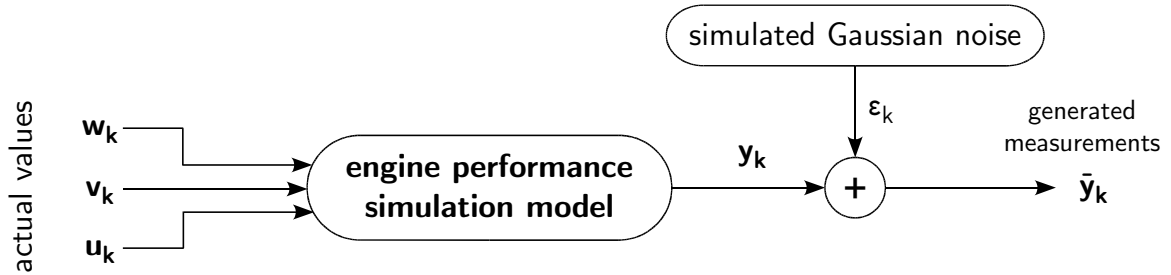 simulated Gaussian noise
actual values
w_k
v_k
u_k
engine performance
simulation model
y_k
ε_k
+
generated
measurements
ȳ_k